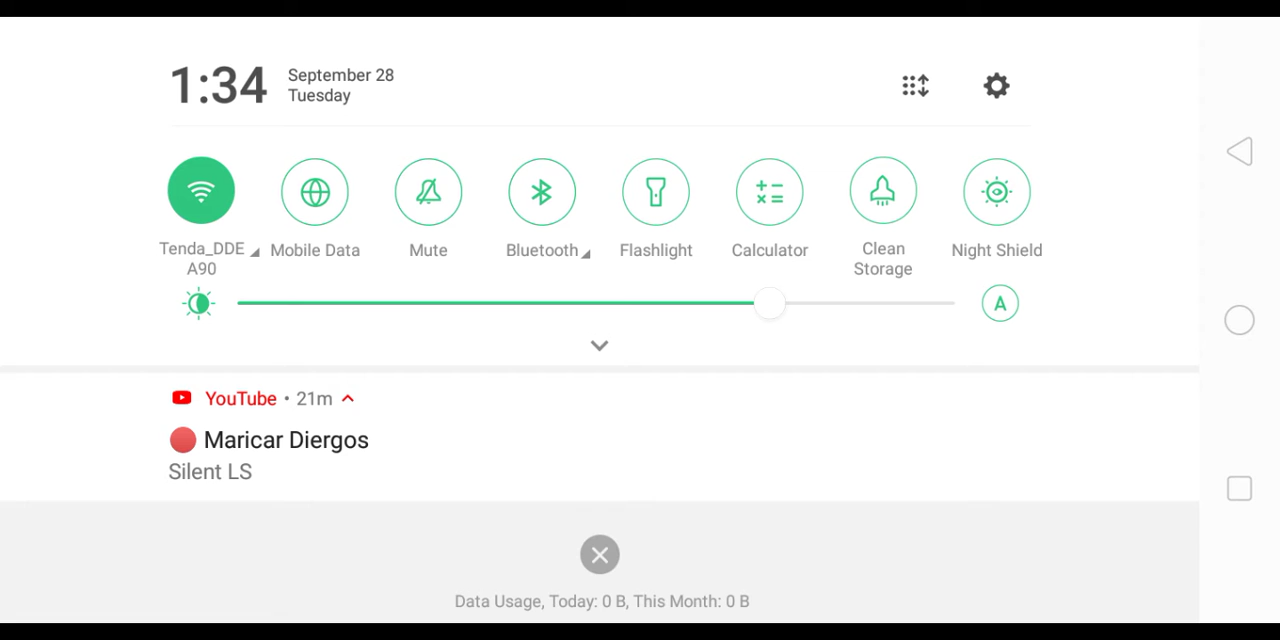 1:34
September 28
Tuesday
Tenda_DDE
A90
Mobile Data
Mute
Bluetooth
Flashlight
Calculator
Clean
Storage
Night Shield
A
YouTube • 21m
🔴 Maricar Diergos
Silent LS
Data Usage, Today: 0 B, This Month: 0 B